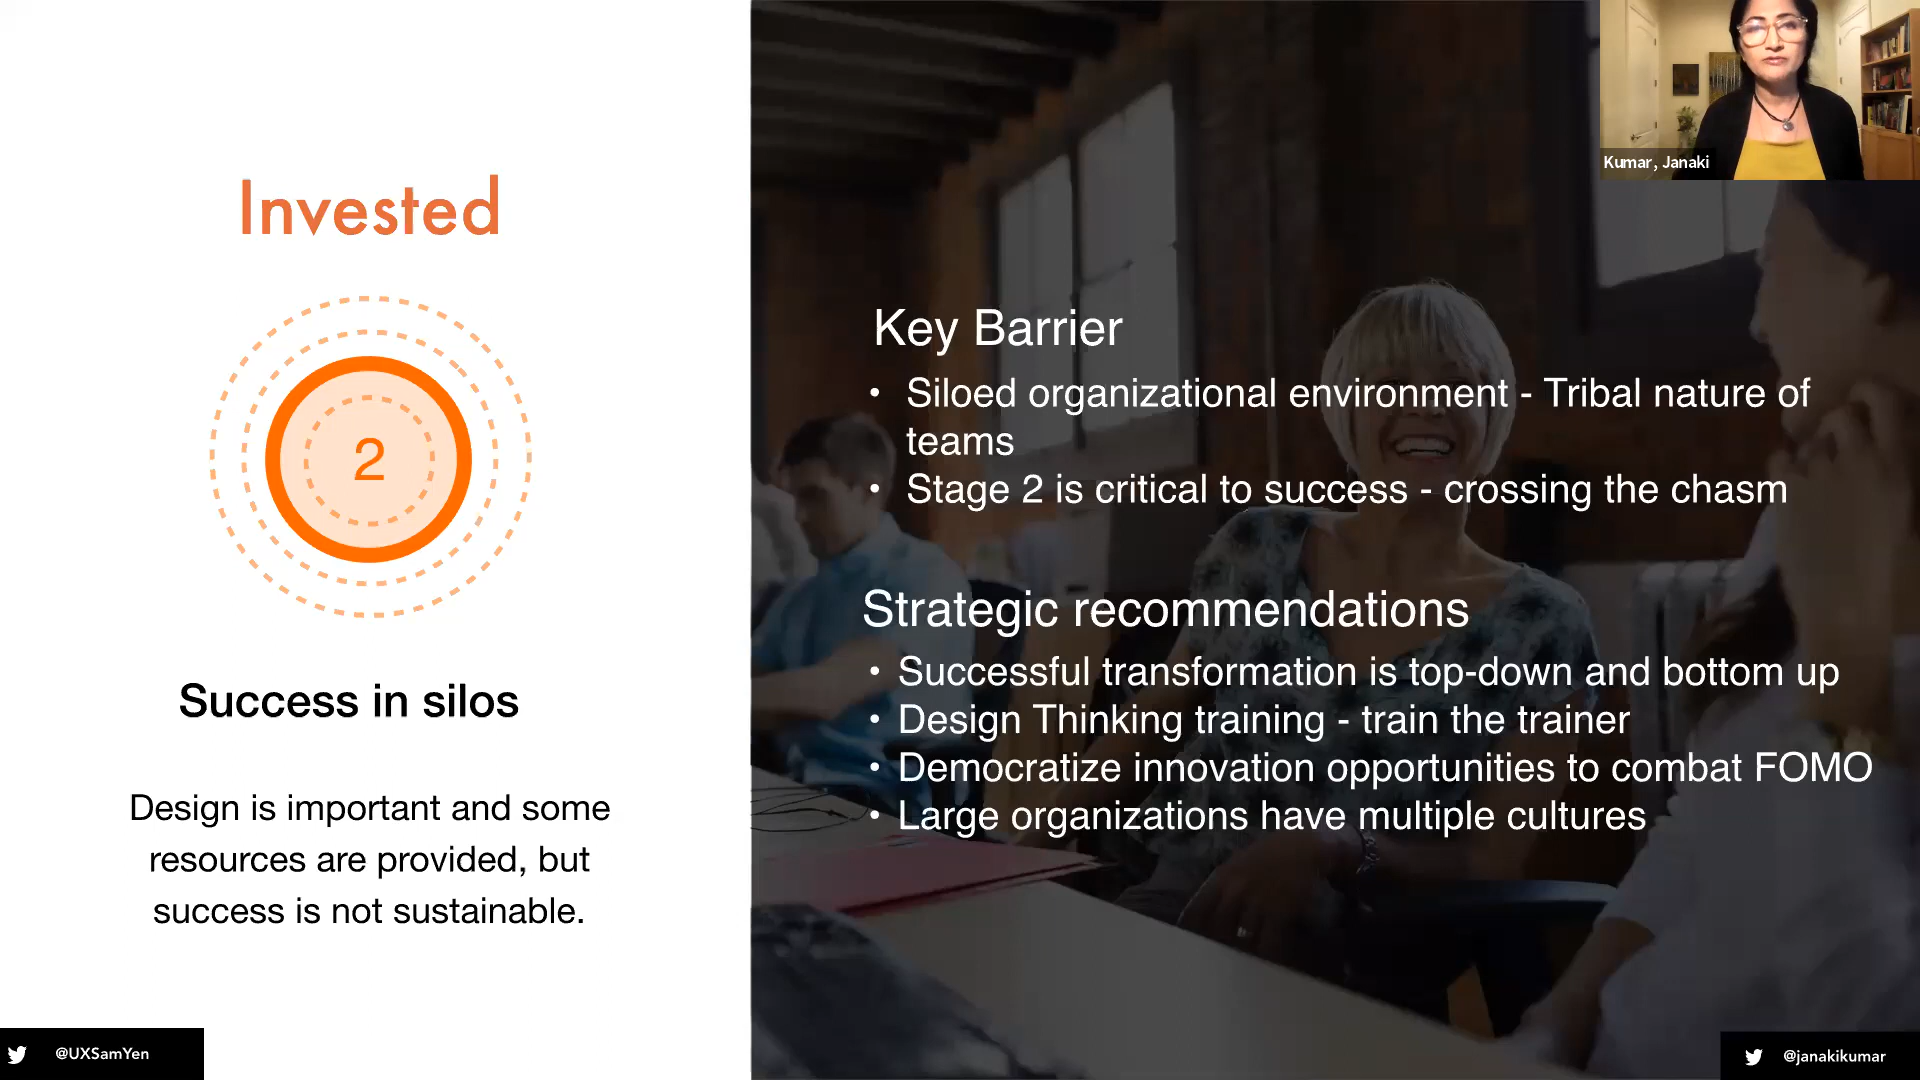 Invested
2
Success in silos
Design is important and some
resources are provided, but
success is not sustainable.
@UXSamYen
Kumar, Janaki
Key Barrier
• Siloed organizational environment - Tribal nature of
teams
• Stage 2 is critical to success - crossing the chasm
Strategic recommendations
• Successful transformation is top-down and bottom up
• Design Thinking training - train the trainer
• Democratize innovation opportunities to combat FOMO
• Large organizations have multiple cultures
@janakikumar